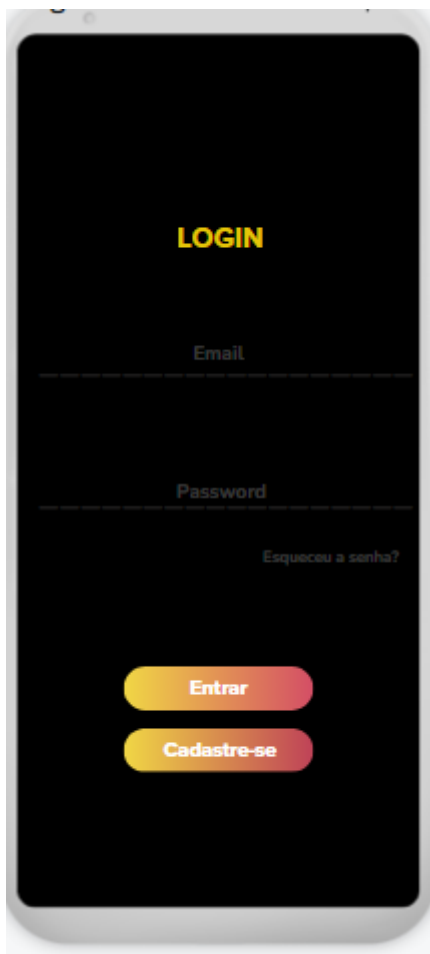 LOGIN
Email
Password
Esqueceu a senha?
Entrar
Cadastre-se